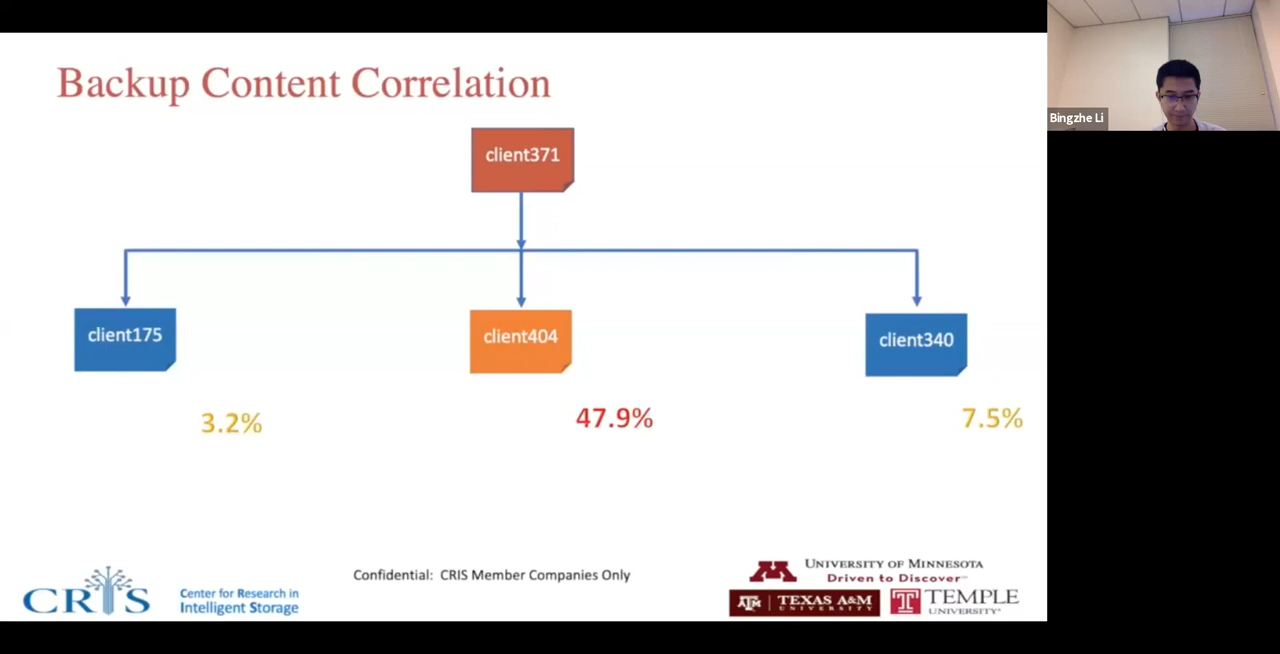 Backup Content Correlation
Bingzhe Li
client371
client175
client404
client340
3.2%
47.9%
7.5%
CRIS
Center for Research in
Intelligent Storage
Confidential: CRIS Member Companies Only
UNIVERSITY OF MINNESOTA
Driven to Discover
ATM TEXAS A&M
UNIVERSITY
TEMPLE
UNIVERSITY